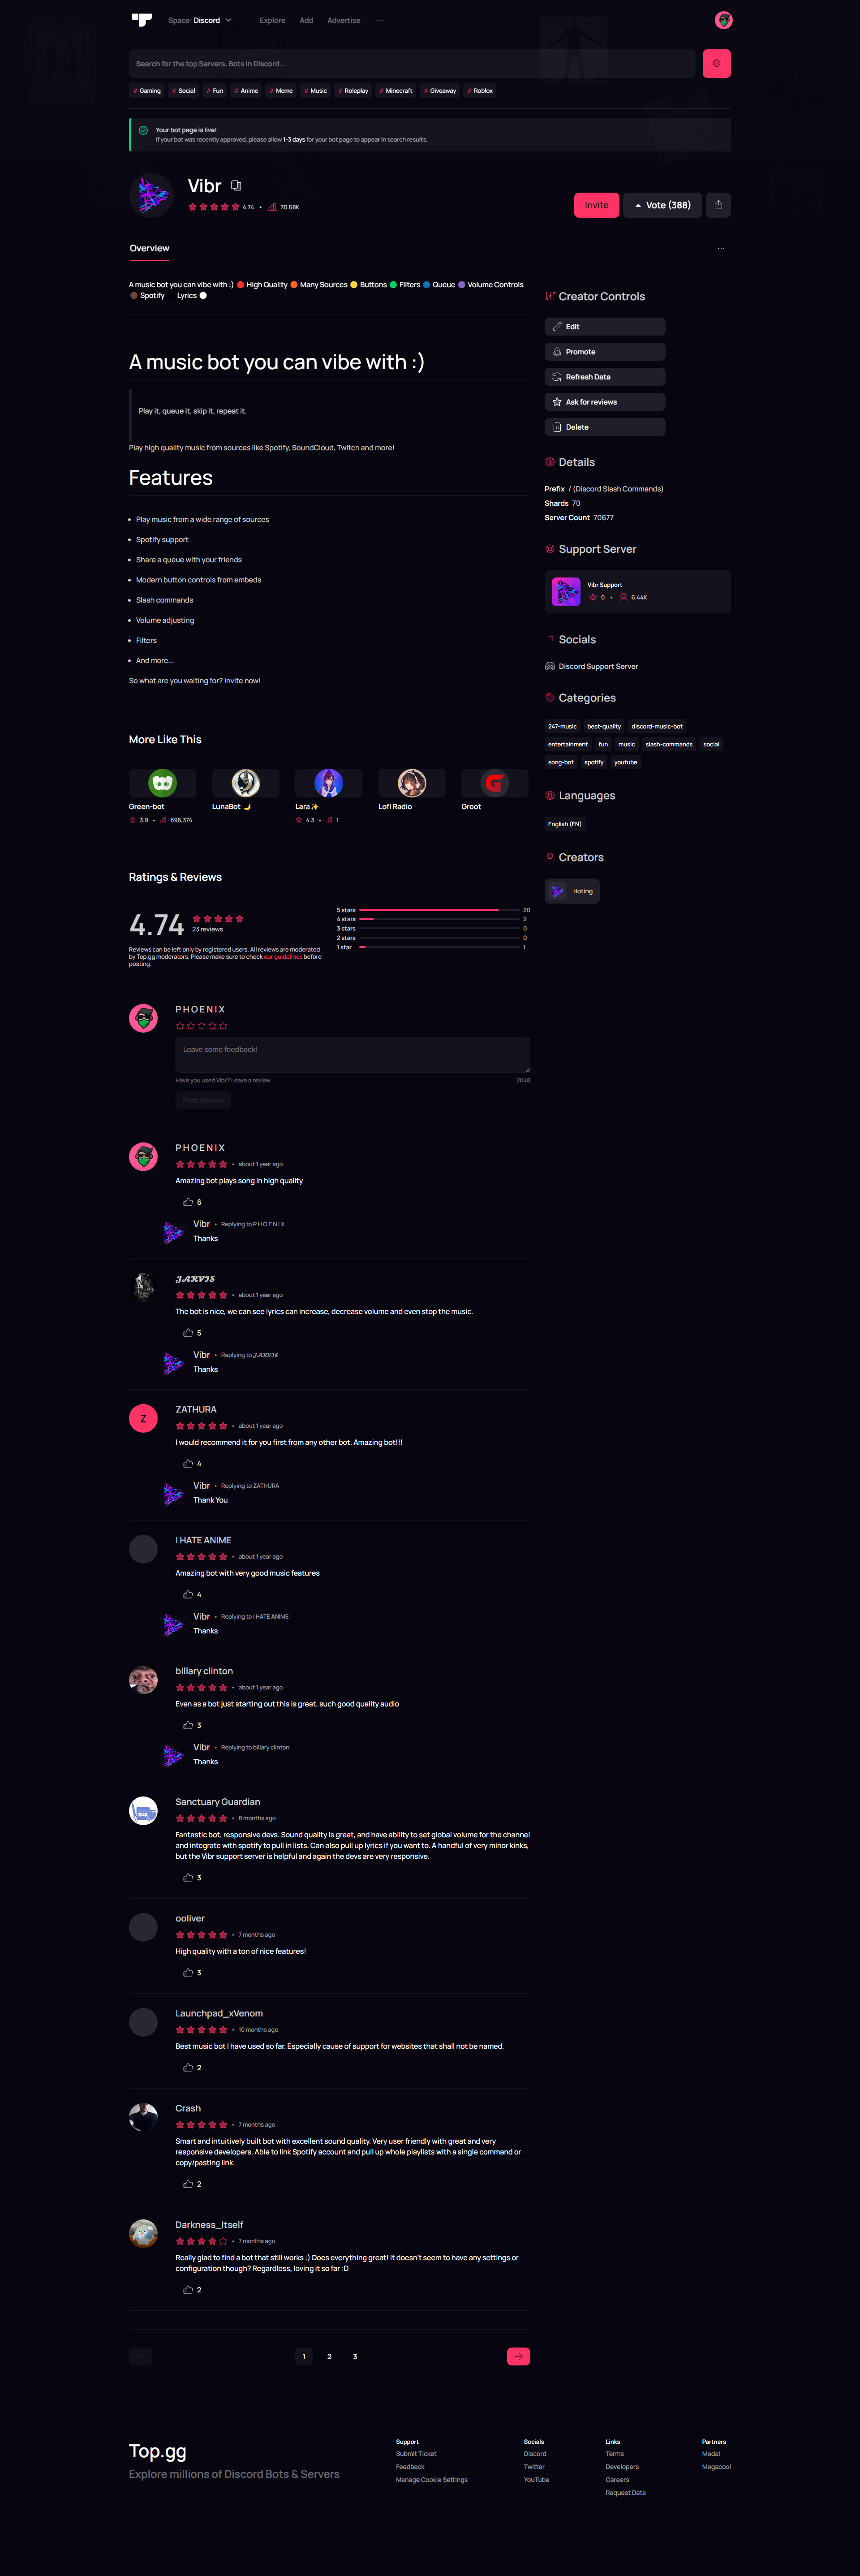 Space: Discord
Explore
Add
Advertise
Search for the top Servers, Bots in Discord...
# Gaming
# Social
# Fun
# Anime
# Meme
# Music
# Roleplay
# Minecraft
# Giveaway
# Roblox
Your bot page is live!
If your bot was recently approved, please allow 1-3 days for your bot page to appear in search results.
Vibr
4.74 • 70.68K
Invite
Vote (388)
Overview
A music bot you can vibe with :) 🔴 High Quality 🟠 Many Sources 🟡 Buttons 🟢 Filters 🔵 Queue 🟣 Volume Controls
🟤 Spotify ⚫ Lyrics ⚪
A music bot you can vibe with :)
Play it, queue it, skip it, repeat it.
Play high quality music from sources like Spotify, SoundCloud, Twitch and more!
Features
• Play music from a wide range of sources
• Spotify support
• Share a queue with your friends
• Modern button controls from embeds
• Slash commands
• Volume adjusting
• Filters
• And more...
So what are you waiting for? Invite now!
More Like This
Green-bot
3.9 • 696,374
LunaBot 🌙
Lara✨
4.3 • 1
Lofi Radio
Groot
Ratings & Reviews
4.74
23 reviews
Reviews can be left only by registered users. All reviews are moderated
by Top.gg moderators. Please make sure to check our guidelines before
posting.
5 stars 20
4 stars 2
3 stars 0
2 stars 0
1 star 1
P H O E N I X
Leave some feedback!
Have you used Vibr? Leave a review.
2048
Post Review
P H O E N I X
• about 1 year ago
Amazing bot plays song in high quality
6
Vibr • Replying to P H O E N I X
Thanks
𝓙𝓐𝓡𝓥𝓘𝓢
• about 1 year ago
The bot is nice, we can see lyrics can increase, decrease volume and even stop the music.
5
Vibr • Replying to 𝓙𝓐𝓡𝓥𝓘𝓢
Thanks
Z
ZATHURA
• about 1 year ago
I would recommend it for you first from any other bot. Amazing bot!!!
4
Vibr • Replying to ZATHURA
Thank You
I HATE ANIME
• about 1 year ago
Amazing bot with very good music features
4
Vibr • Replying to I HATE ANIME
Thanks
billary clinton
• about 1 year ago
Even as a bot just starting out this is great, such good quality audio
3
Vibr • Replying to billary clinton
Thanks
Sanctuary Guardian
• 8 months ago
Fantastic bot, responsive devs. Sound quality is great, and have ability to set global volume for the channel
and integrate with spotify to pull in lists. Can also pull up lyrics if you want to. A handful of very minor kinks,
but the Vibr support server is helpful and again the devs are very responsive.
3
ooliver
• 7 months ago
High quality with a ton of nice features!
3
Launchpad_xVenom
• 10 months ago
Best music bot I have used so far. Especially cause of support for websites that shall not be named.
2
Crash
• 7 months ago
Smart and intuitively built bot with excellent sound quality. Very user friendly with great and very
responsive developers. Able to link Spotify account and pull up whole playlists with a single command or
copy/pasting link.
2
Darkness_Itself
• 7 months ago
Really glad to find a bot that still works :) Does everything great! It doesn't seem to have any settings or
configuration though? Regardless, loving it so far :D
2
1
2
3
Creator Controls
Edit
Promote
Refresh Data
Ask for reviews
Delete
Details
Prefix / (Discord Slash Commands)
Shards 70
Server Count 70677
Support Server
Vibr Support
0 • 6.44K
Socials
Discord Support Server
Categories
247-music
best-quality
discord-music-bot
entertainment
fun
music
slash-commands
social
song-bot
spotify
youtube
Languages
English (EN)
Creators
Boting
Top.gg
Explore millions of Discord Bots & Servers
Support
Submit Ticket
Feedback
Manage Cookie Settings
Socials
Discord
Twitter
YouTube
Links
Terms
Developers
Careers
Request Data
Partners
Medal
Megacool